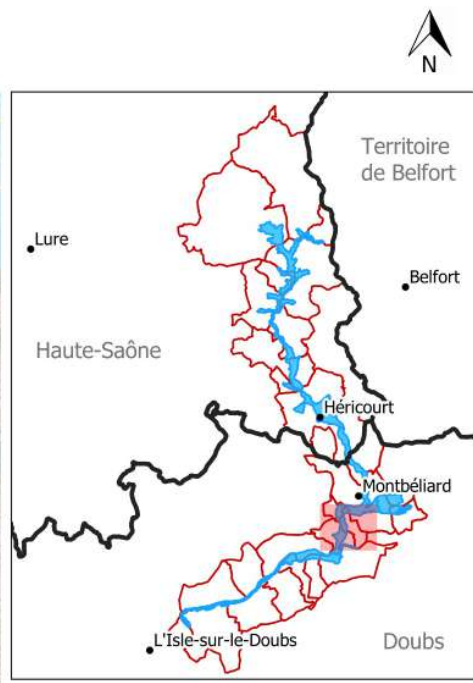 N
Territoire
de Belfort
Lure
Belfort
Haute-Saône
Héricourt
Montbéliard
L'Isle-sur-le-Doubs
Doubs